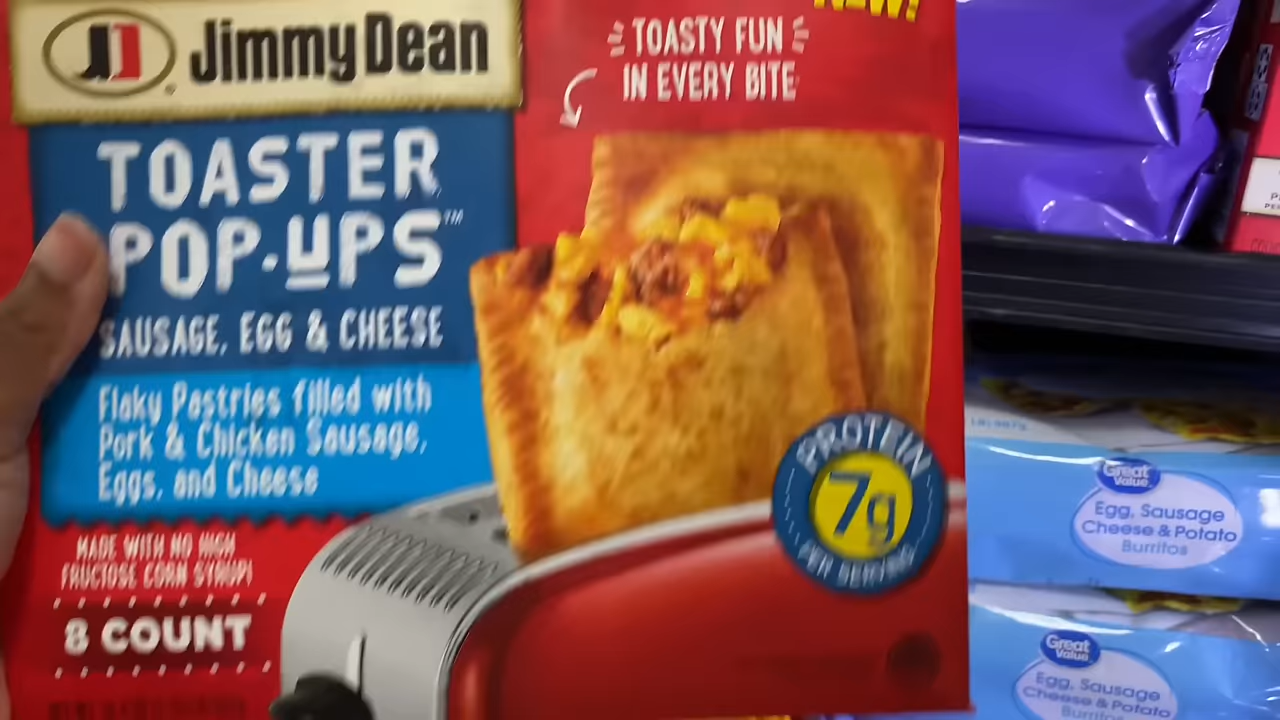 Jimmy Dean
NEW!
TOASTY FUN
IN EVERY BITE
TOASTER
POP-UPS™
SAUSAGE, EGG & CHEESE
Flaky Pastries filled with
Pork & Chicken Sausage,
Eggs, and Cheese
MADE WITH NO HIGH
FRUCTOSE CORN SYRUP!
8 COUNT
PROTEIN
7g
PER SERVING
Great
Value
Egg, Sausage
Cheese & Potato
Burritos
Great
Value
Egg, Sausage
Cheese & Potato
Burritos